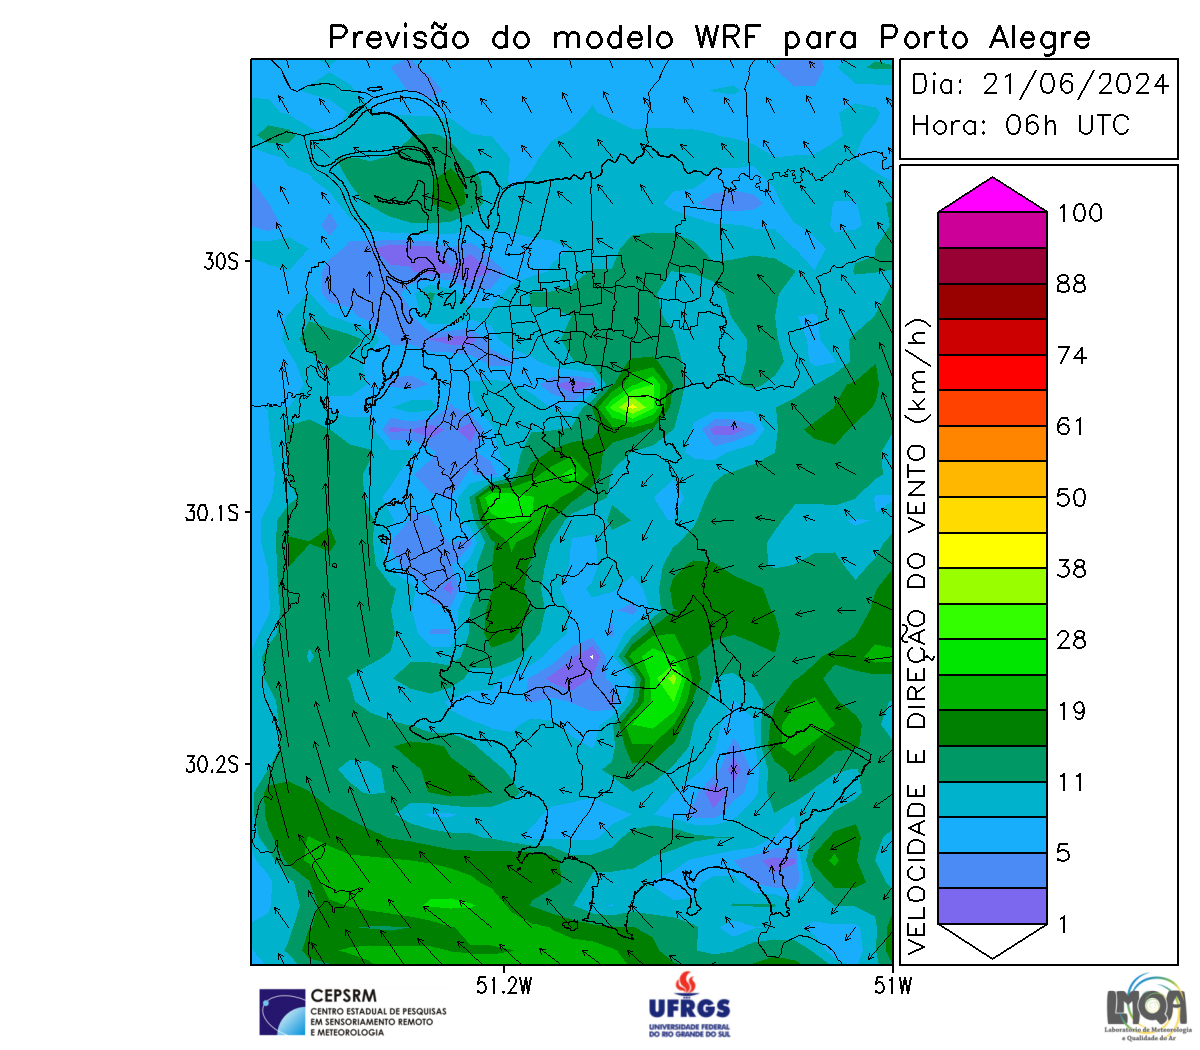 Previsão do modelo WRF para Porto Alegre
Dia: 21/06/2024
Hora: 06h UTC
30S
30.1S
30.2S
51.2W
51W
VELOCIDADE E DIREÇÃO DO VENTO (km/h)
100
88
74
61
50
38
28
19
11
5
1
CEPSRM
CENTRO ESTADUAL DE PESQUISAS
EM SENSORIAMENTO REMOTO
E METEOROLOGIA
UFRGS
UNIVERSIDADE FEDERAL
DO RIO GRANDE DO SUL
LMQA
Laboratório de Meteorologia
e Qualidade do Ar